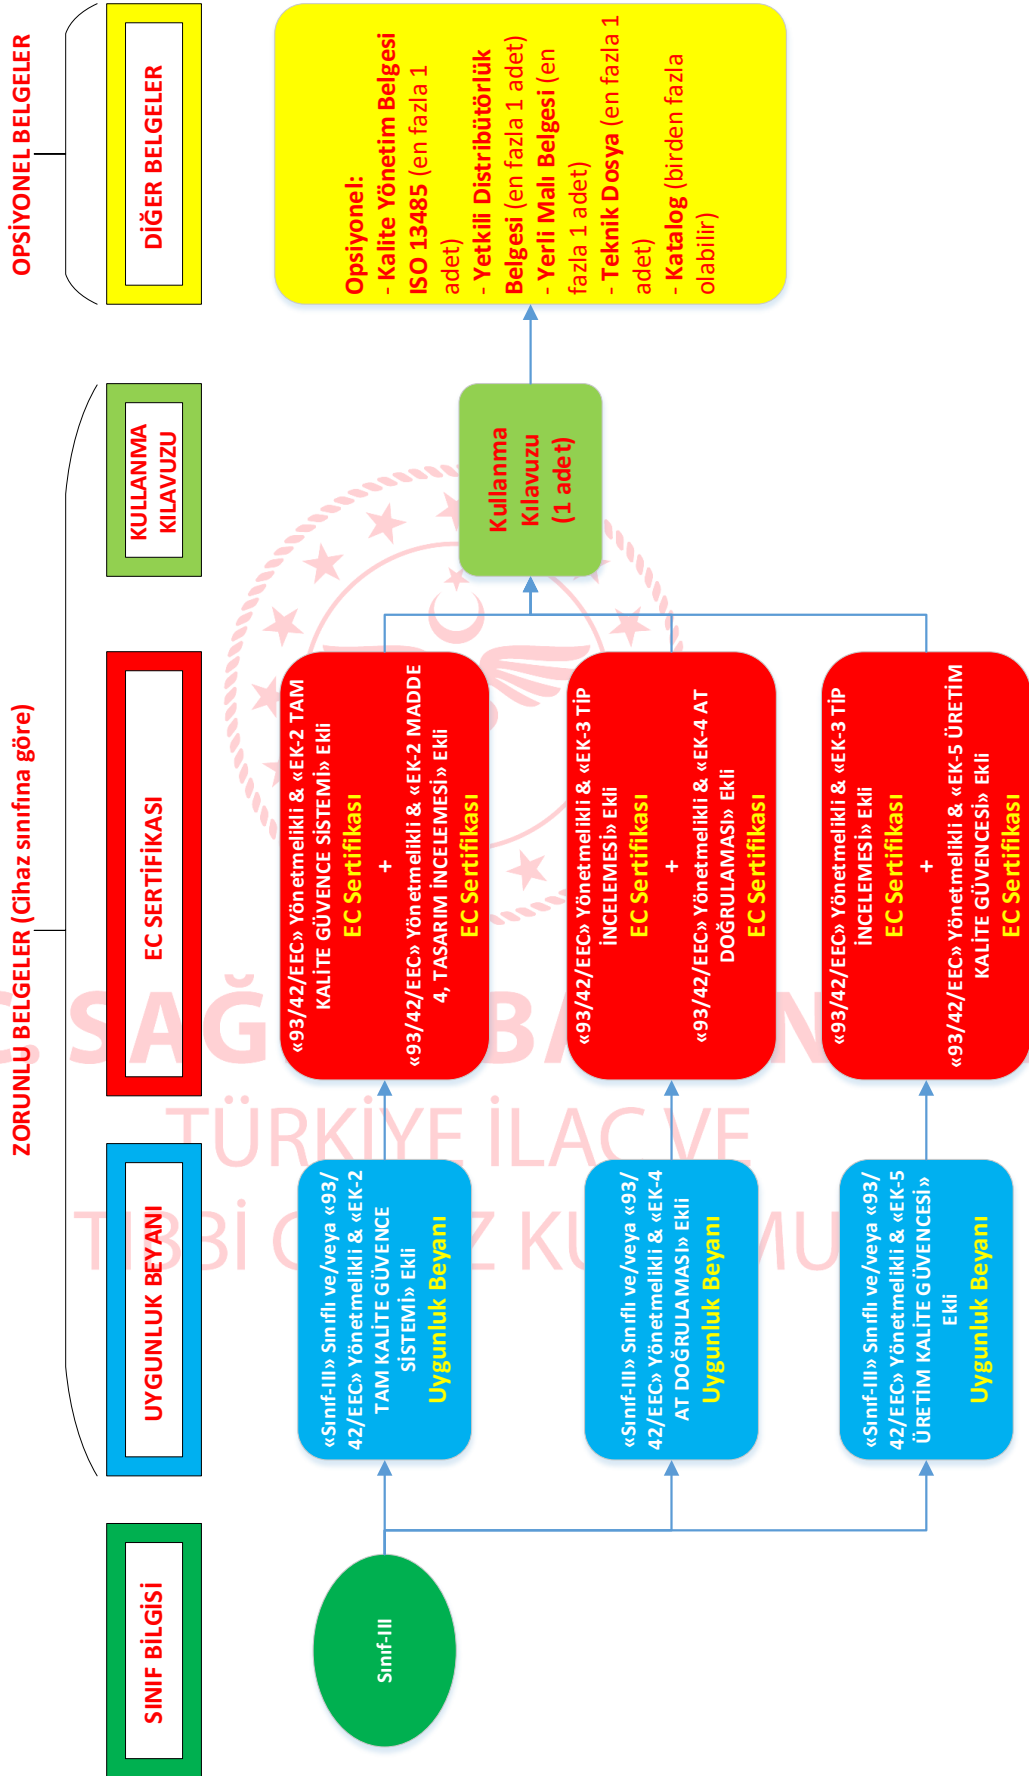 ZORUNLU BELGELER (Cihaz sınıfına göre)
OPSİYONEL BELGELER
SINIF BİLGİSİ
UYGUNLUK BEYANI
EC SERTİFİKASI
KULLANMA
KILAVUZU
DİĞER BELGELER
Sınıf-III
«Sınıf-III» Sınıflı ve/veya «93/
42/EEC» Yönetmelikli & «EK-2
TAM KALİTE GÜVENCE
SİSTEMİ» Ekli
Uygunluk Beyanı
«93/42/EEC» Yönetmelikli & «EK-2 TAM
KALİTE GÜVENCE SİSTEMİ» Ekli
EC Sertifikası
+
«93/42/EEC» Yönetmelikli & «EK-2 MADDE
4, TASARIM İNCELEMESİ» Ekli
EC Sertifikası
«Sınıf-III» Sınıflı ve/veya «93/
42/EEC» Yönetmelikli & «EK-4
AT DOĞRULAMASI» Ekli
Uygunluk Beyanı
«93/42/EEC» Yönetmelikli & «EK-3 TİP
İNCELEMESİ» Ekli
EC Sertifikası
+
«93/42/EEC» Yönetmelikli & «EK-4 AT
DOĞRULAMASI» Ekli
EC Sertifikası
«Sınıf-III» Sınıflı ve/veya «93/
42/EEC» Yönetmelikli & «EK-5
ÜRETİM KALİTE GÜVENCESİ»
Ekli
Uygunluk Beyanı
«93/42/EEC» Yönetmelikli & «EK-3 TİP
İNCELEMESİ» Ekli
EC Sertifikası
+
«93/42/EEC» Yönetmelikli & «EK-5 ÜRETİM
KALİTE GÜVENCESİ» Ekli
EC Sertifikası
Kullanma
Kılavuzu
(1 adet)
Opsiyonel:
- Kalite Yönetim Belgesi
ISO 13485 (en fazla 1
adet)
- Yetkili Distribütörlük
Belgesi (en fazla 1 adet)
- Yerli Malı Belgesi (en
fazla 1 adet)
- Teknik Dosya (en fazla 1
adet)
- Katalog (birden fazla
olabilir)
TÜRKİYE İLAÇ VE